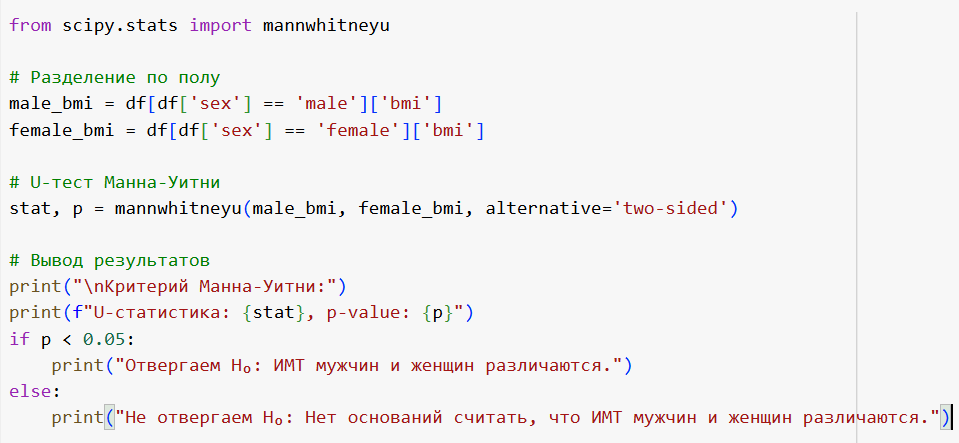 from scipy.stats import mannwhitneyu
# Разделение по полу
male_bmi = df[df['sex'] == 'male']['bmi']
female_bmi = df[df['sex'] == 'female']['bmi']
# U-тест Манна-Уитни
stat, p = mannwhitneyu(male_bmi, female_bmi, alternative='two-sided')
# Вывод результатов
print("\nКритерий Манна-Уитни:")
print(f"U-статистика: {stat}, p-value: {p}")
if p < 0.05:
    print("Отвергаем H₀: ИМТ мужчин и женщин различаются.")
else:
    print("Не отвергаем H₀: Нет оснований считать, что ИМТ мужчин и женщин различаются.")